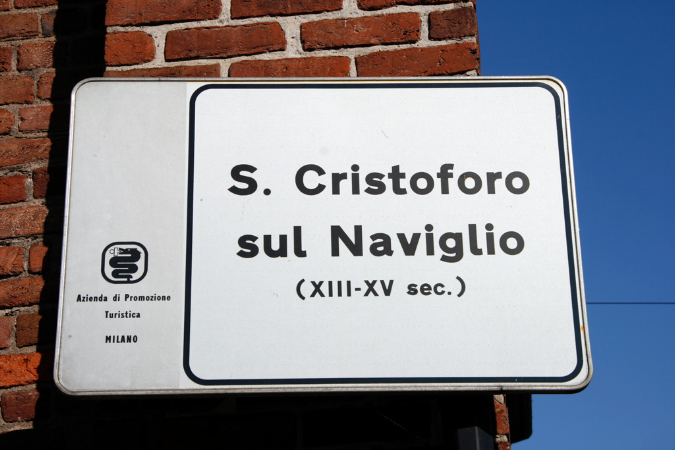 S. Cristoforo
sul Naviglio
(XIII-XV sec.)
Azienda di Promozione
Turistica
MILANO